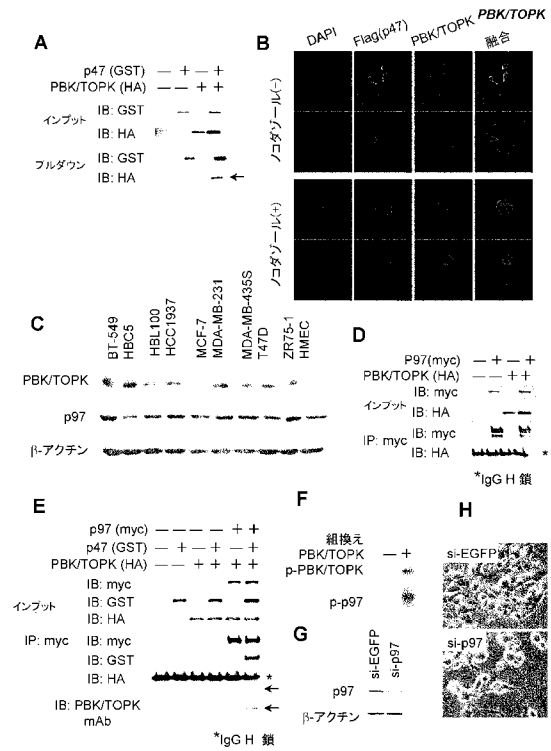 A
p47 (GST) — + — +
PBK/TOPK (HA) — — + +
インプット
IB: GST
IB: HA
プルダウン
IB: GST
IB: HA
B
PBK/TOPK
DAPI
Flag(p47)
PBK/TOPK
融合
ノコダゾール(−)
ノコダゾール(+)
C
BT-549
HBC5
HBL100
HCC1937
MCF-7
MDA-MB-231
MDA-MB-435S
T47D
ZR75-1
HMEC
PBK/TOPK
p97
β-アクチン
D
P97(myc) — + — +
PBK/TOPK (HA) — — + +
インプット
IB: myc
IB: HA
IP: myc
IB: myc
IB: HA
*
*IgG H 鎖
E
p97 (myc) — — — — + +
p47 (GST) — + — + — +
PBK/TOPK (HA) — — + + + +
インプット
IB: myc
IB: GST
IB: HA
IP: myc
IB: myc
IB: GST
IB: HA
*
IB: PBK/TOPK
mAb
*IgG H 鎖
F
組換え
PBK/TOPK — +
p-PBK/TOPK
p-p97
G
si-EGFP
si-p97
p97
β-アクチン
H
si-EGFP
si-p97